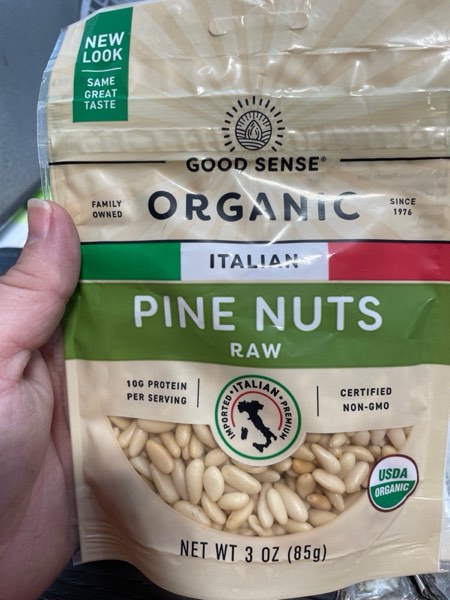 NEW
LOOK
SAME
GREAT
TASTE
GOOD SENSE®
FAMILY
OWNED
ORGANIC
SINCE
1976
ITALIAN
PINE NUTS
RAW
10G PROTEIN
PER SERVING
IMPORTED • ITALIAN • PREMIUM
CERTIFIED
NON-GMO
USDA
ORGANIC
NET WT 3 OZ (85g)